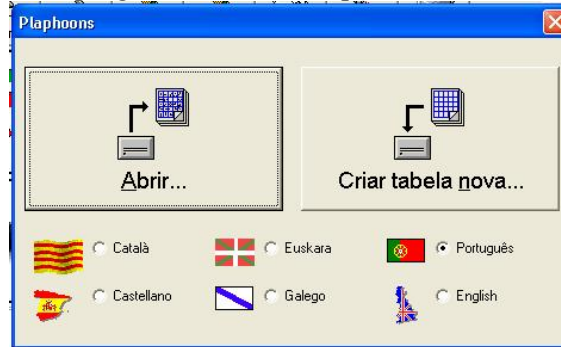 Plaphoons
Abrir...
Criar tabela nova...
Català
Euskara
Português
Castellano
Galego
English